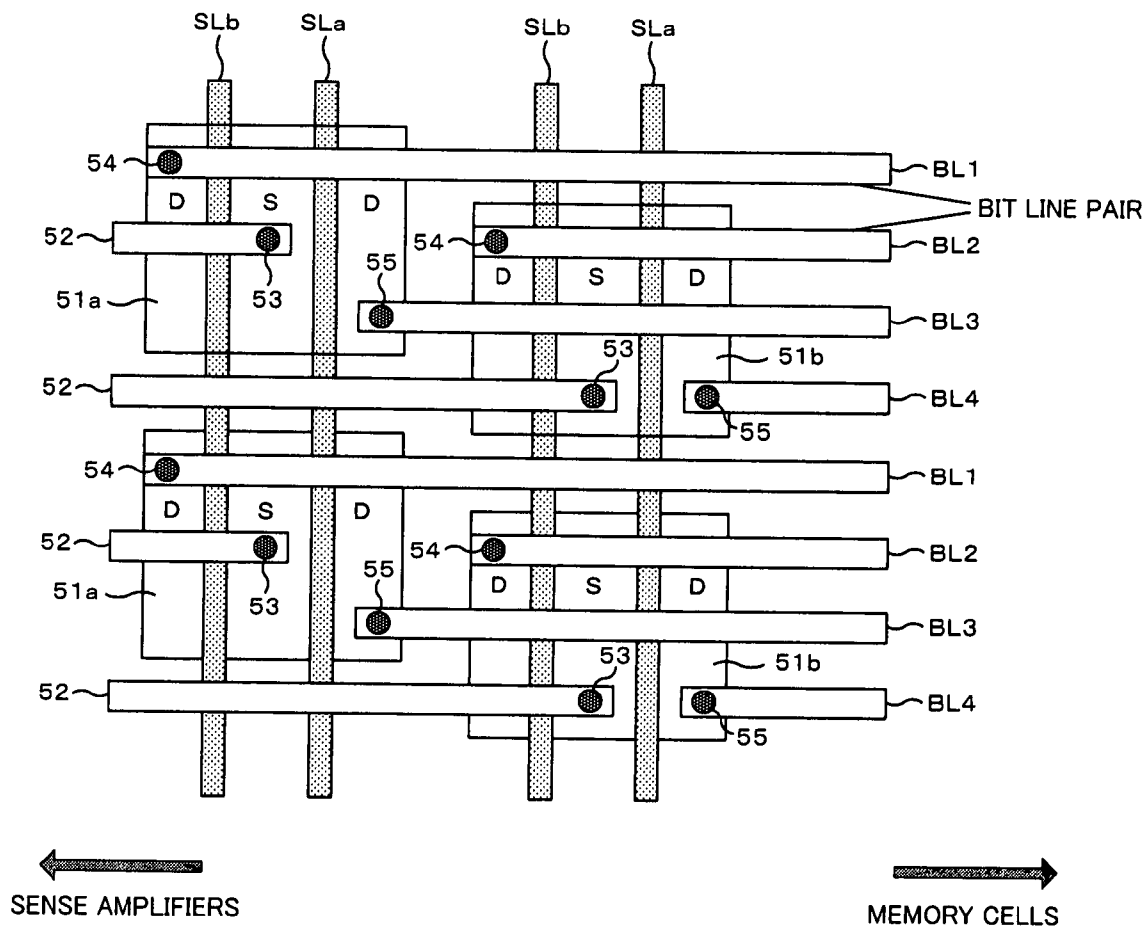 SLb SLa SLb SLa
54 BL1
D S D BIT LINE PAIR
52 54 BL2
53 55 D S D
51a BL3
53 51b
52 BL4
55
54 BL1
D S D
52 54 BL2
53 55 D S D
51a BL3
53 51b
52 BL4
55
SENSE AMPLIFIERS MEMORY CELLS